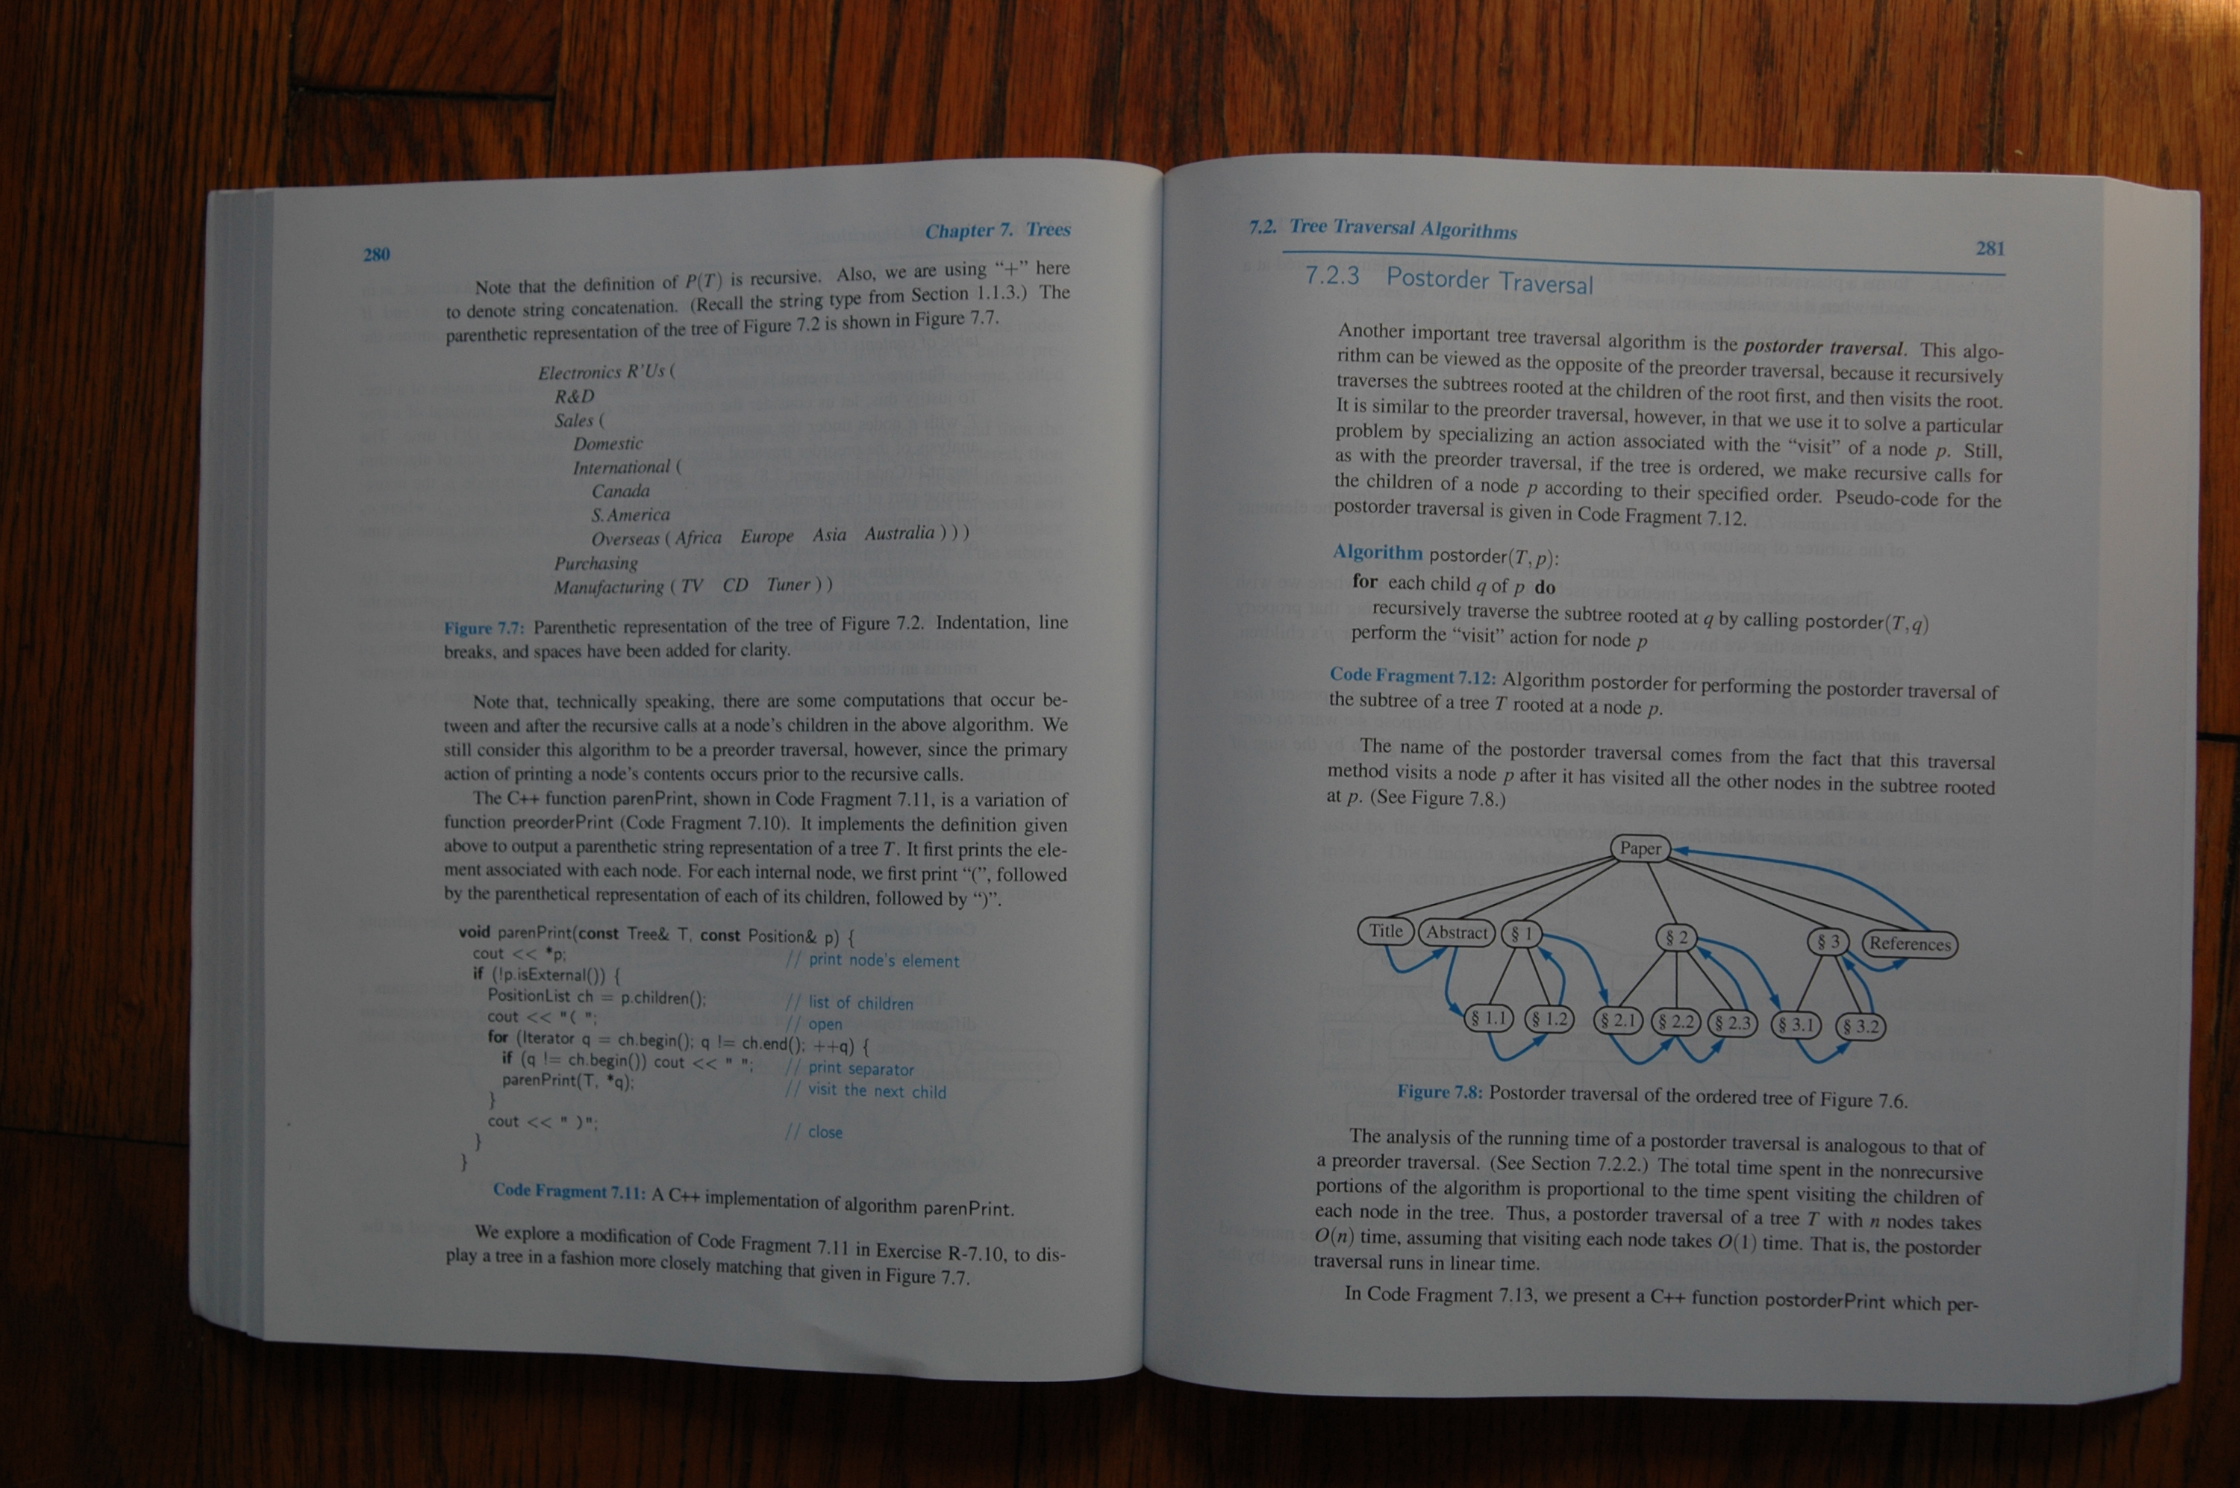 280
Chapter 7. Trees
Note that the definition of P(T) is recursive. Also, we are using “+” here
to denote string concatenation. (Recall the string type from Section 1.1.3.) The
parenthetic representation of the tree of Figure 7.2 is shown in Figure 7.7.
Electronics R’Us (
R&D
Sales (
Domestic
International (
Canada
S.America
Overseas ( Africa Europe Asia Australia ) ) )
Purchasing
Manufacturing ( TV CD Tuner ) )
Figure 7.7: Parenthetic representation of the tree of Figure 7.2. Indentation, line
breaks, and spaces have been added for clarity.
Note that, technically speaking, there are some computations that occur be-
tween and after the recursive calls at a node’s children in the above algorithm. We
still consider this algorithm to be a preorder traversal, however, since the primary
action of printing a node’s contents occurs prior to the recursive calls.
The C++ function parenPrint, shown in Code Fragment 7.11, is a variation of
function preorderPrint (Code Fragment 7.10). It implements the definition given
above to output a parenthetic string representation of a tree T. It first prints the ele-
ment associated with each node. For each internal node, we first print “(”, followed
by the parenthetical representation of each of its children, followed by “)”.
void parenPrint(const Tree& T, const Position& p) {
cout << *p; // print node's element
if (!p.isExternal()) {
PositionList ch = p.children(); // list of children
cout << "( "; // open
for (Iterator q = ch.begin(); q != ch.end(); ++q) {
if (q != ch.begin()) cout << " "; // print separator
parenPrint(T, *q); // visit the next child
}
cout << " )"; // close
}
}
Code Fragment 7.11: A C++ implementation of algorithm parenPrint.
We explore a modification of Code Fragment 7.11 in Exercise R-7.10, to dis-
play a tree in a fashion more closely matching that given in Figure 7.7.
7.2. Tree Traversal Algorithms
281
7.2.3 Postorder Traversal
Another important tree traversal algorithm is the postorder traversal. This algo-
rithm can be viewed as the opposite of the preorder traversal, because it recursively
traverses the subtrees rooted at the children of the root first, and then visits the root.
It is similar to the preorder traversal, however, in that we use it to solve a particular
problem by specializing an action associated with the “visit” of a node p. Still,
as with the preorder traversal, if the tree is ordered, we make recursive calls for
the children of a node p according to their specified order. Pseudo-code for the
postorder traversal is given in Code Fragment 7.12.
Algorithm postorder(T, p):
for each child q of p do
recursively traverse the subtree rooted at q by calling postorder(T, q)
perform the “visit” action for node p
Code Fragment 7.12: Algorithm postorder for performing the postorder traversal of
the subtree of a tree T rooted at a node p.
The name of the postorder traversal comes from the fact that this traversal
method visits a node p after it has visited all the other nodes in the subtree rooted
at p. (See Figure 7.8.)
Paper
Title Abstract § 1 § 2 § 3 References
§ 1.1 § 1.2 § 2.1 § 2.2 § 2.3 § 3.1 § 3.2
Figure 7.8: Postorder traversal of the ordered tree of Figure 7.6.
The analysis of the running time of a postorder traversal is analogous to that of
a preorder traversal. (See Section 7.2.2.) The total time spent in the nonrecursive
portions of the algorithm is proportional to the time spent visiting the children of
each node in the tree. Thus, a postorder traversal of a tree T with n nodes takes
O(n) time, assuming that visiting each node takes O(1) time. That is, the postorder
traversal runs in linear time.
In Code Fragment 7.13, we present a C++ function postorderPrint which per-